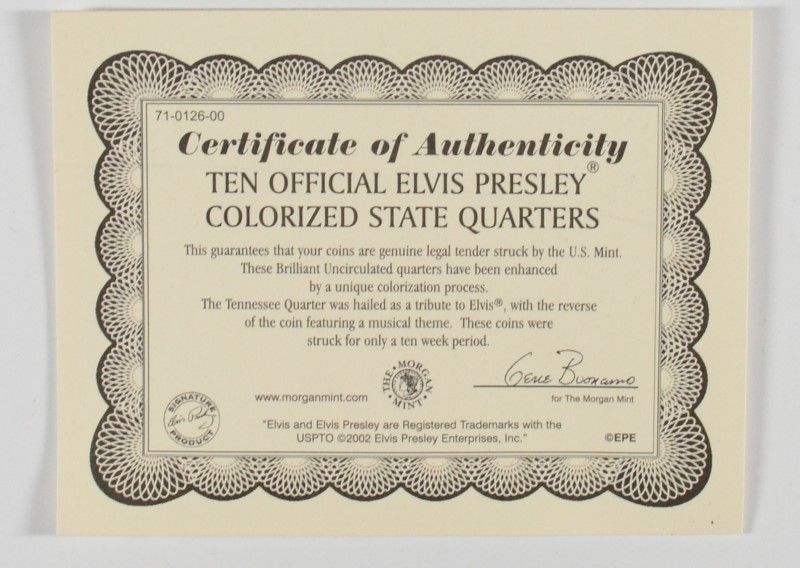 71-0126-00
Certificate of Authenticity
TEN OFFICIAL ELVIS PRESLEY®
COLORIZED STATE QUARTERS
This guarantees that your coins are genuine legal tender struck by the U.S. Mint.
These Brilliant Uncirculated quarters have been enhanced
by a unique colorization process.
The Tennessee Quarter was hailed as a tribute to Elvis®, with the reverse
of the coin featuring a musical theme. These coins were
struck for only a ten week period.
SIGNATURE
Elvis Presley
PRODUCT
www.morganmint.com
THE MORGAN MINT
Gene Busnamo
for The Morgan Mint
"Elvis and Elvis Presley are Registered Trademarks with the
USPTO ©2002 Elvis Presley Enterprises, Inc."
©EPE